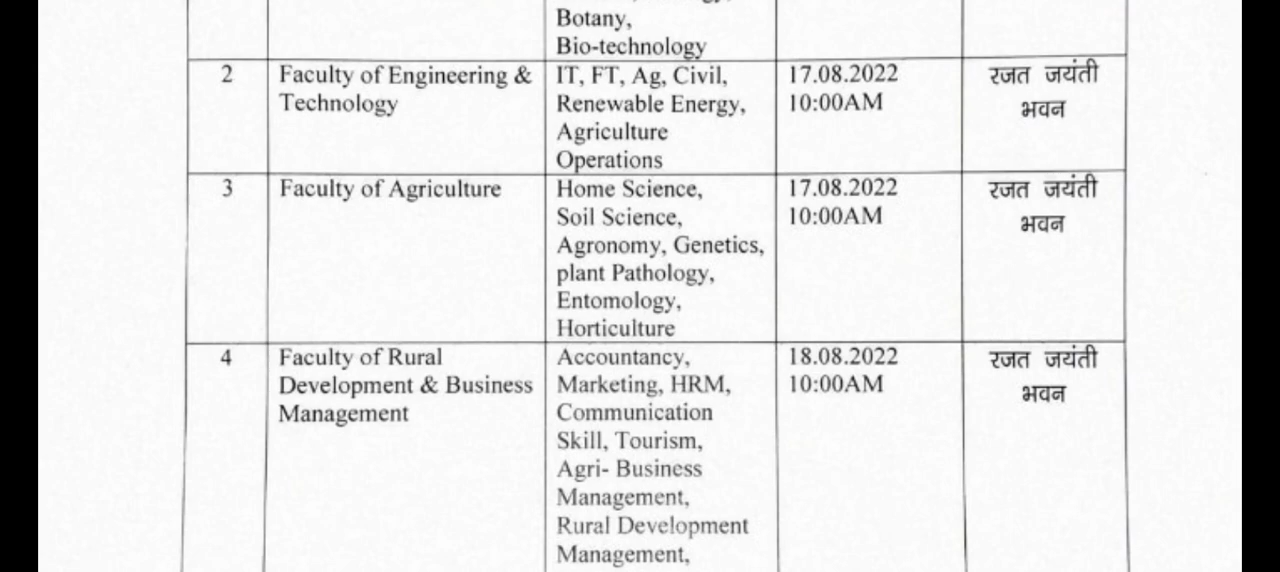 Botany,
Bio-technology
2 Faculty of Engineering & Technology IT, FT, Ag, Civil, Renewable Energy, Agriculture Operations 17.08.2022 10:00AM रजत जयंती भवन
3 Faculty of Agriculture Home Science, Soil Science, Agronomy, Genetics, plant Pathology, Entomology, Horticulture 17.08.2022 10:00AM रजत जयंती भवन
4 Faculty of Rural Development & Business Management Accountancy, Marketing, HRM, Communication Skill, Tourism, Agri- Business Management, Rural Development Management, 18.08.2022 10:00AM रजत जयंती भवन